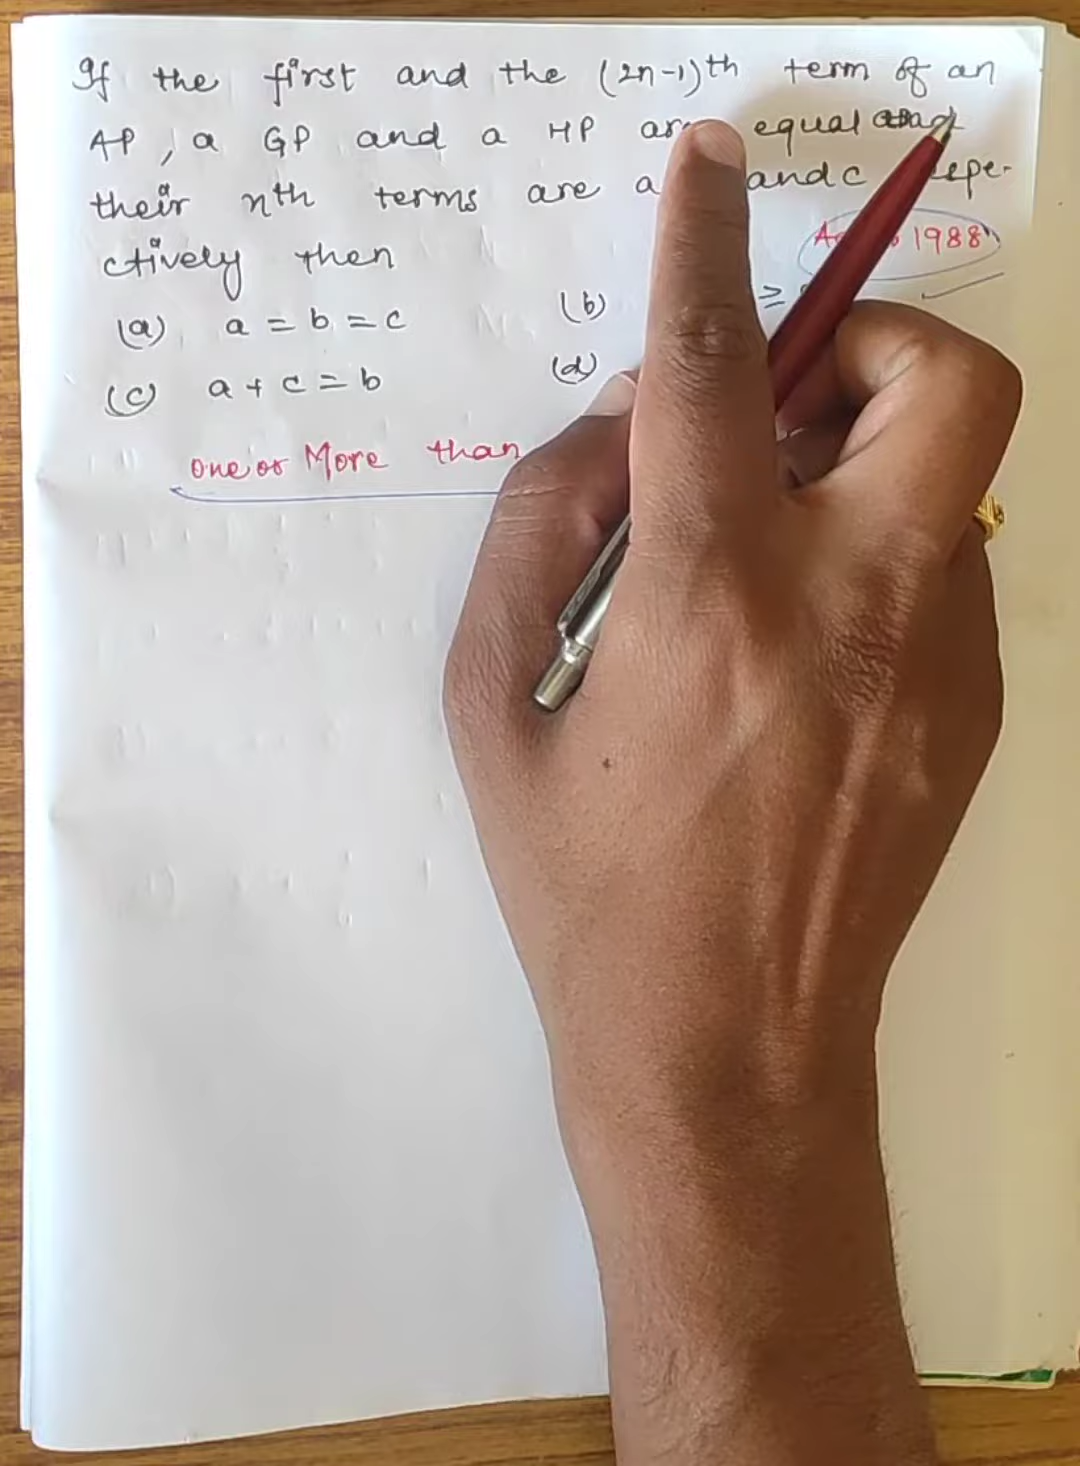 If the first and the (2n-1)th term of an
AP, a GP and a HP are equal and
their nth terms are a and c
ctively then
1988
(a) a = b = c (b) ≥
(c) a + c = b (d)
one or More than